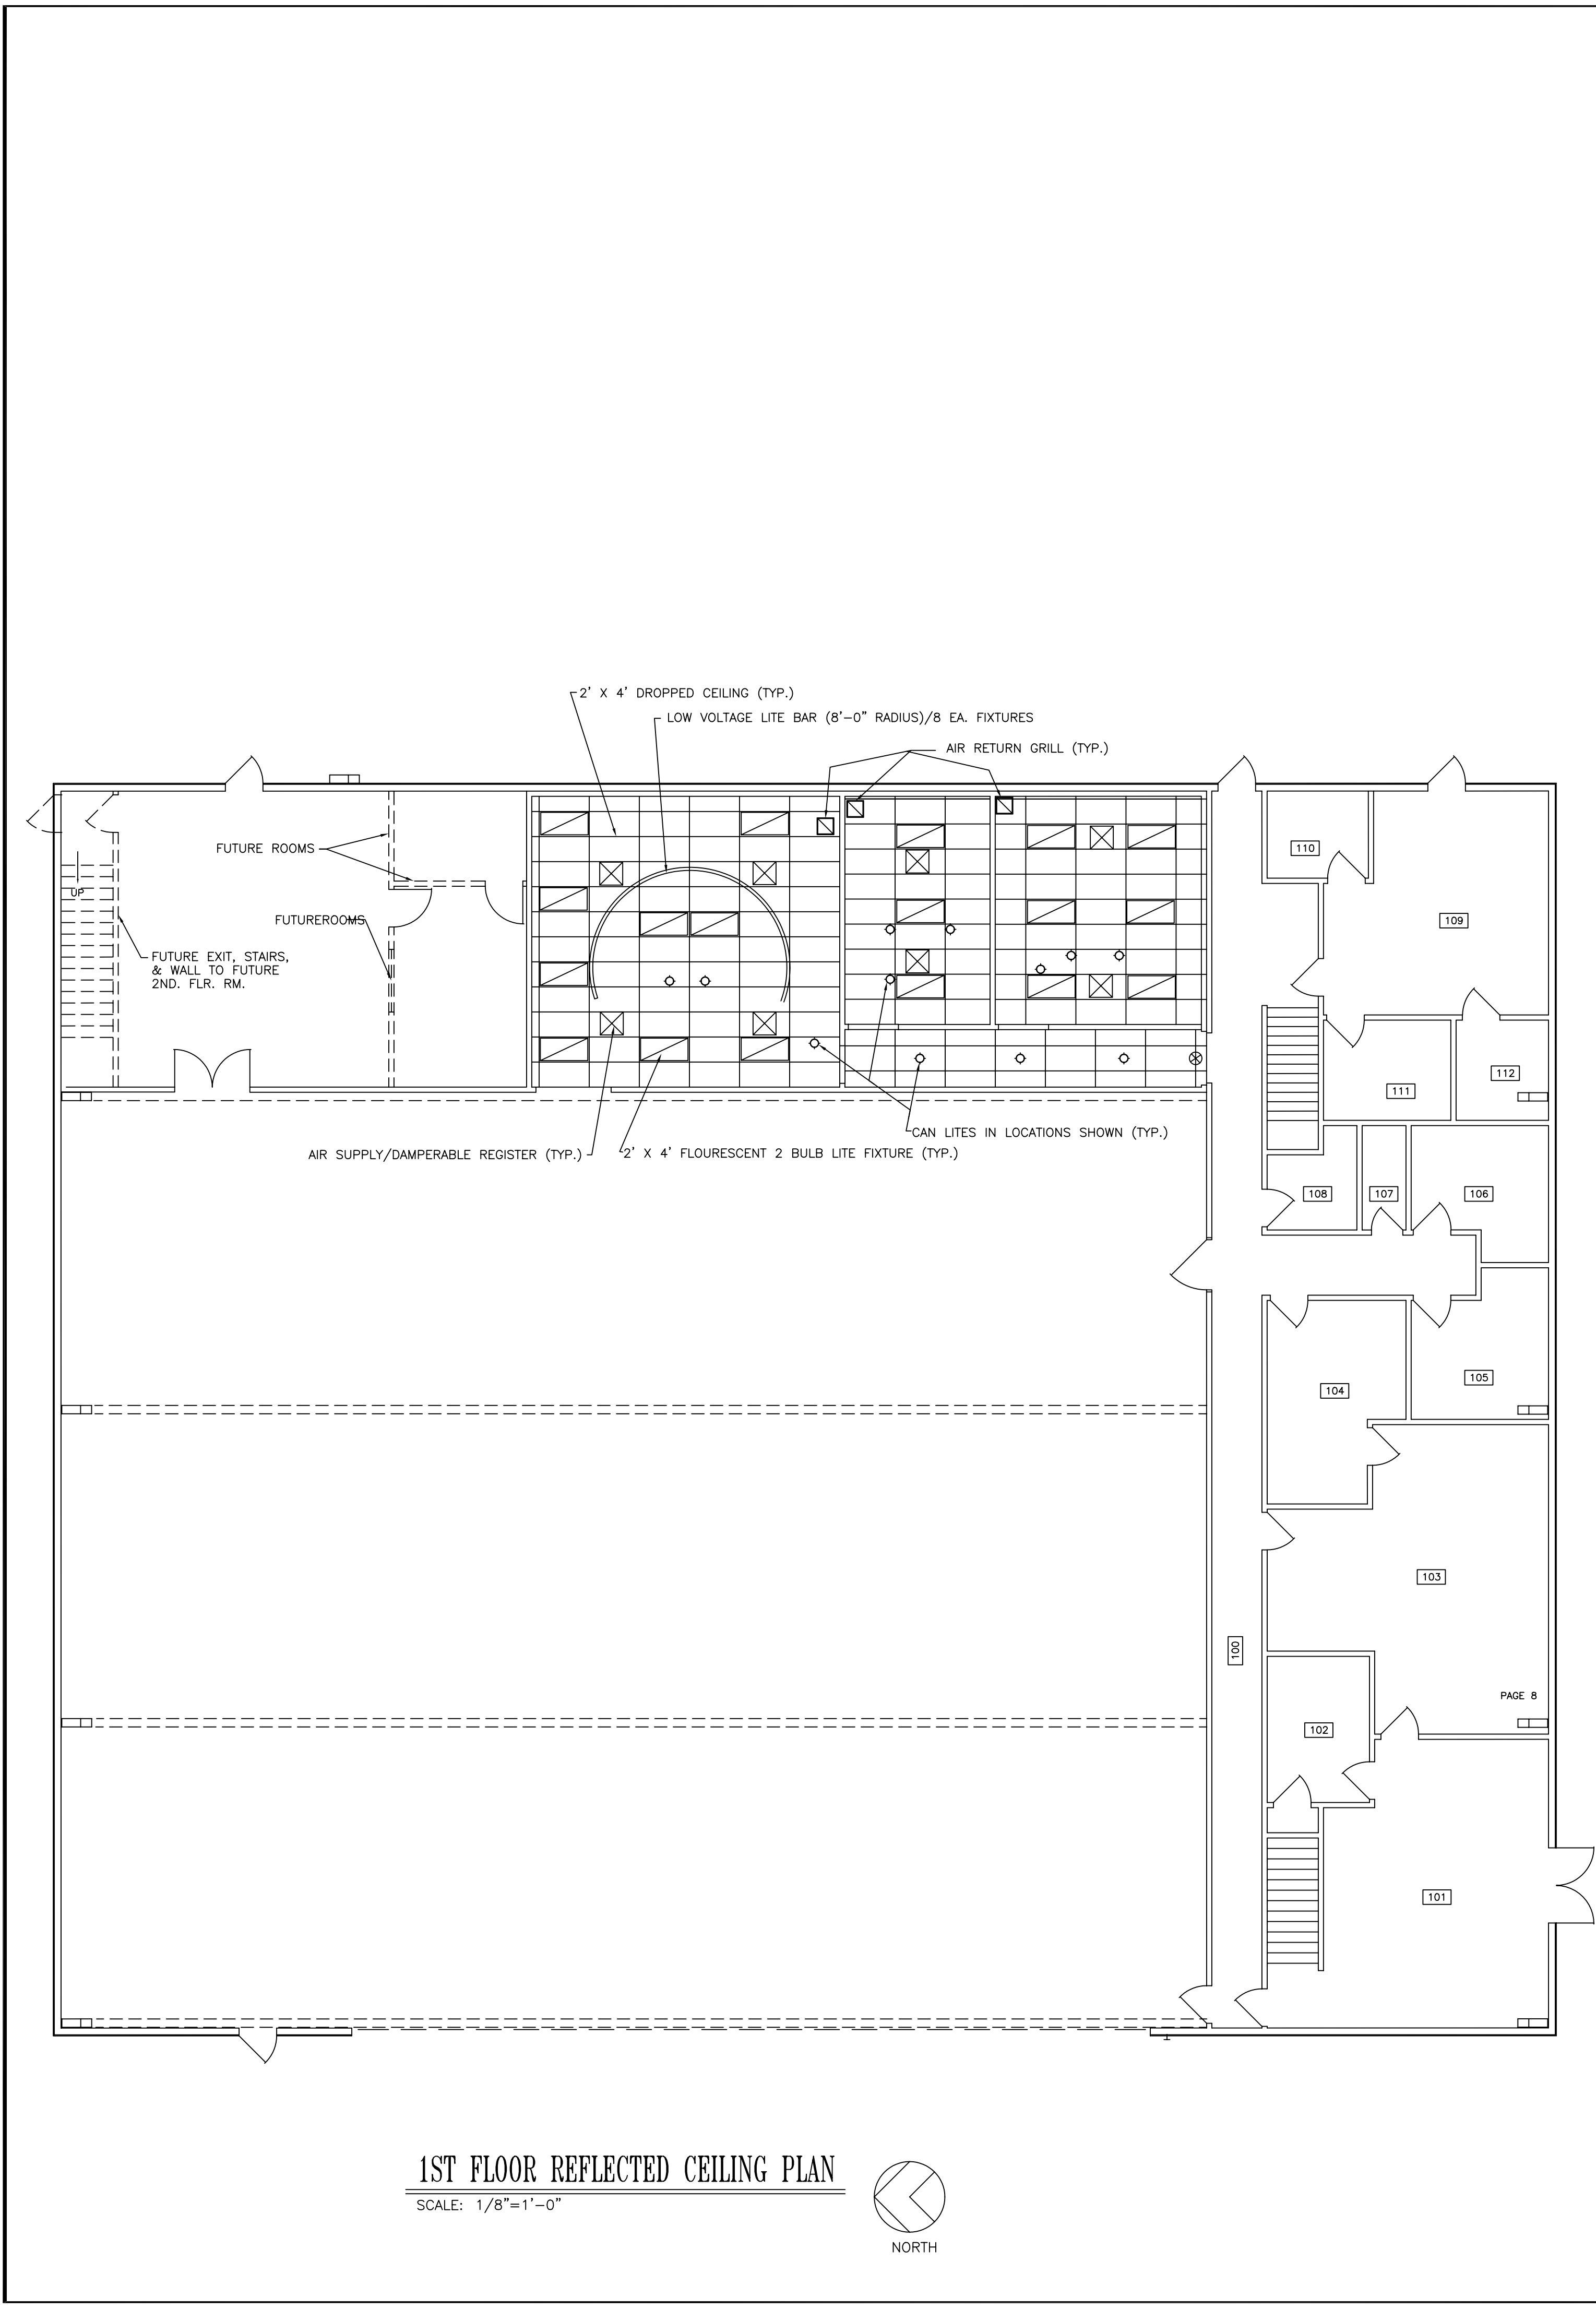 2' X 4' DROPPED CEILING (TYP.)
LOW VOLTAGE LITE BAR (8'-0" RADIUS)/8 EA. FIXTURES
AIR RETURN GRILL (TYP.)
FUTURE ROOMS
UP
FUTUREROOMS
FUTURE EXIT, STAIRS,
& WALL TO FUTURE
2ND. FLR. RM.
110
109
111
112
CAN LITES IN LOCATIONS SHOWN (TYP.)
AIR SUPPLY/DAMPERABLE REGISTER (TYP.)
2' X 4' FLOURESCENT 2 BULB LITE FIXTURE (TYP.)
108
107
106
105
104
103
100
PAGE 8
102
101
1ST FLOOR REFLECTED CEILING PLAN
SCALE: 1/8"=1'-0"
NORTH